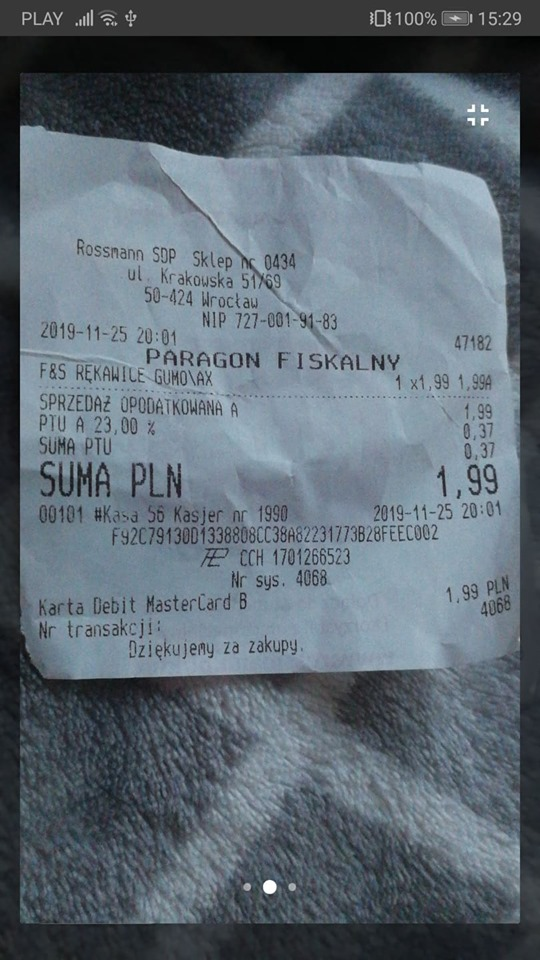 PLAY 100% 15:29
Rossmann SDP Sklep nr 0434
ul. Krakowska 51/69
50-424 Wrocław
NIP 727-001-91-83
2019-11-25 20:01 47182
PARAGON FISKALNY
F&S RĘKAWICE GUMO\AX 1 x1,99 1,99A
SPRZEDAŻ OPODATKOWANA A 1,99
PTU A 23,00 % 0,37
SUMA PTU 0,37
SUMA PLN 1,99
00101 #Kasa 56 Kasjer nr 1990 2019-11-25 20:01
F92C79130D1338808CC38A82231773B28FEEC002
CCH 1701266523
Nr sys. 4068
Karta Debit MasterCard B 1,99 PLN
Nr transakcji: 4068
Dziękujemy za zakupy.